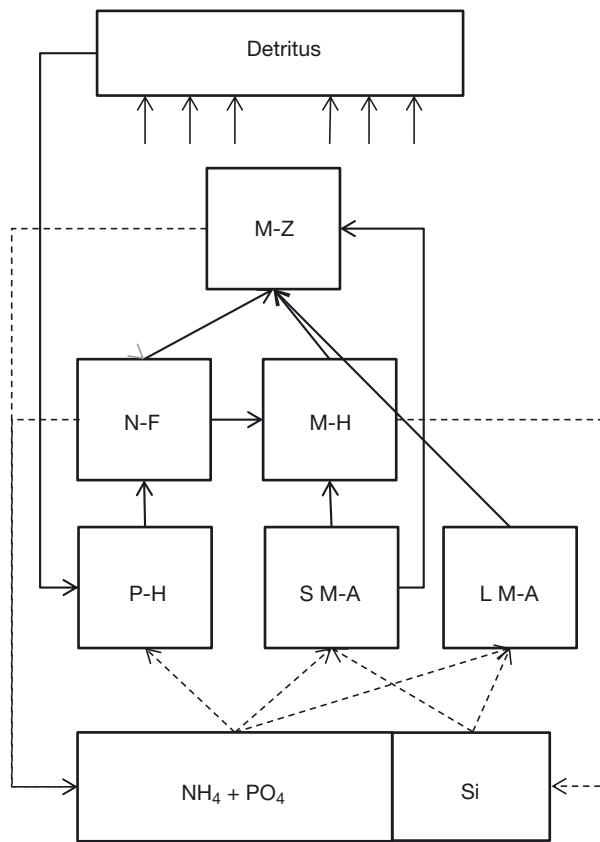 Detritus
M-Z
N-F
M-H
P-H
S M-A
L M-A
NH₄ + PO₄
Si